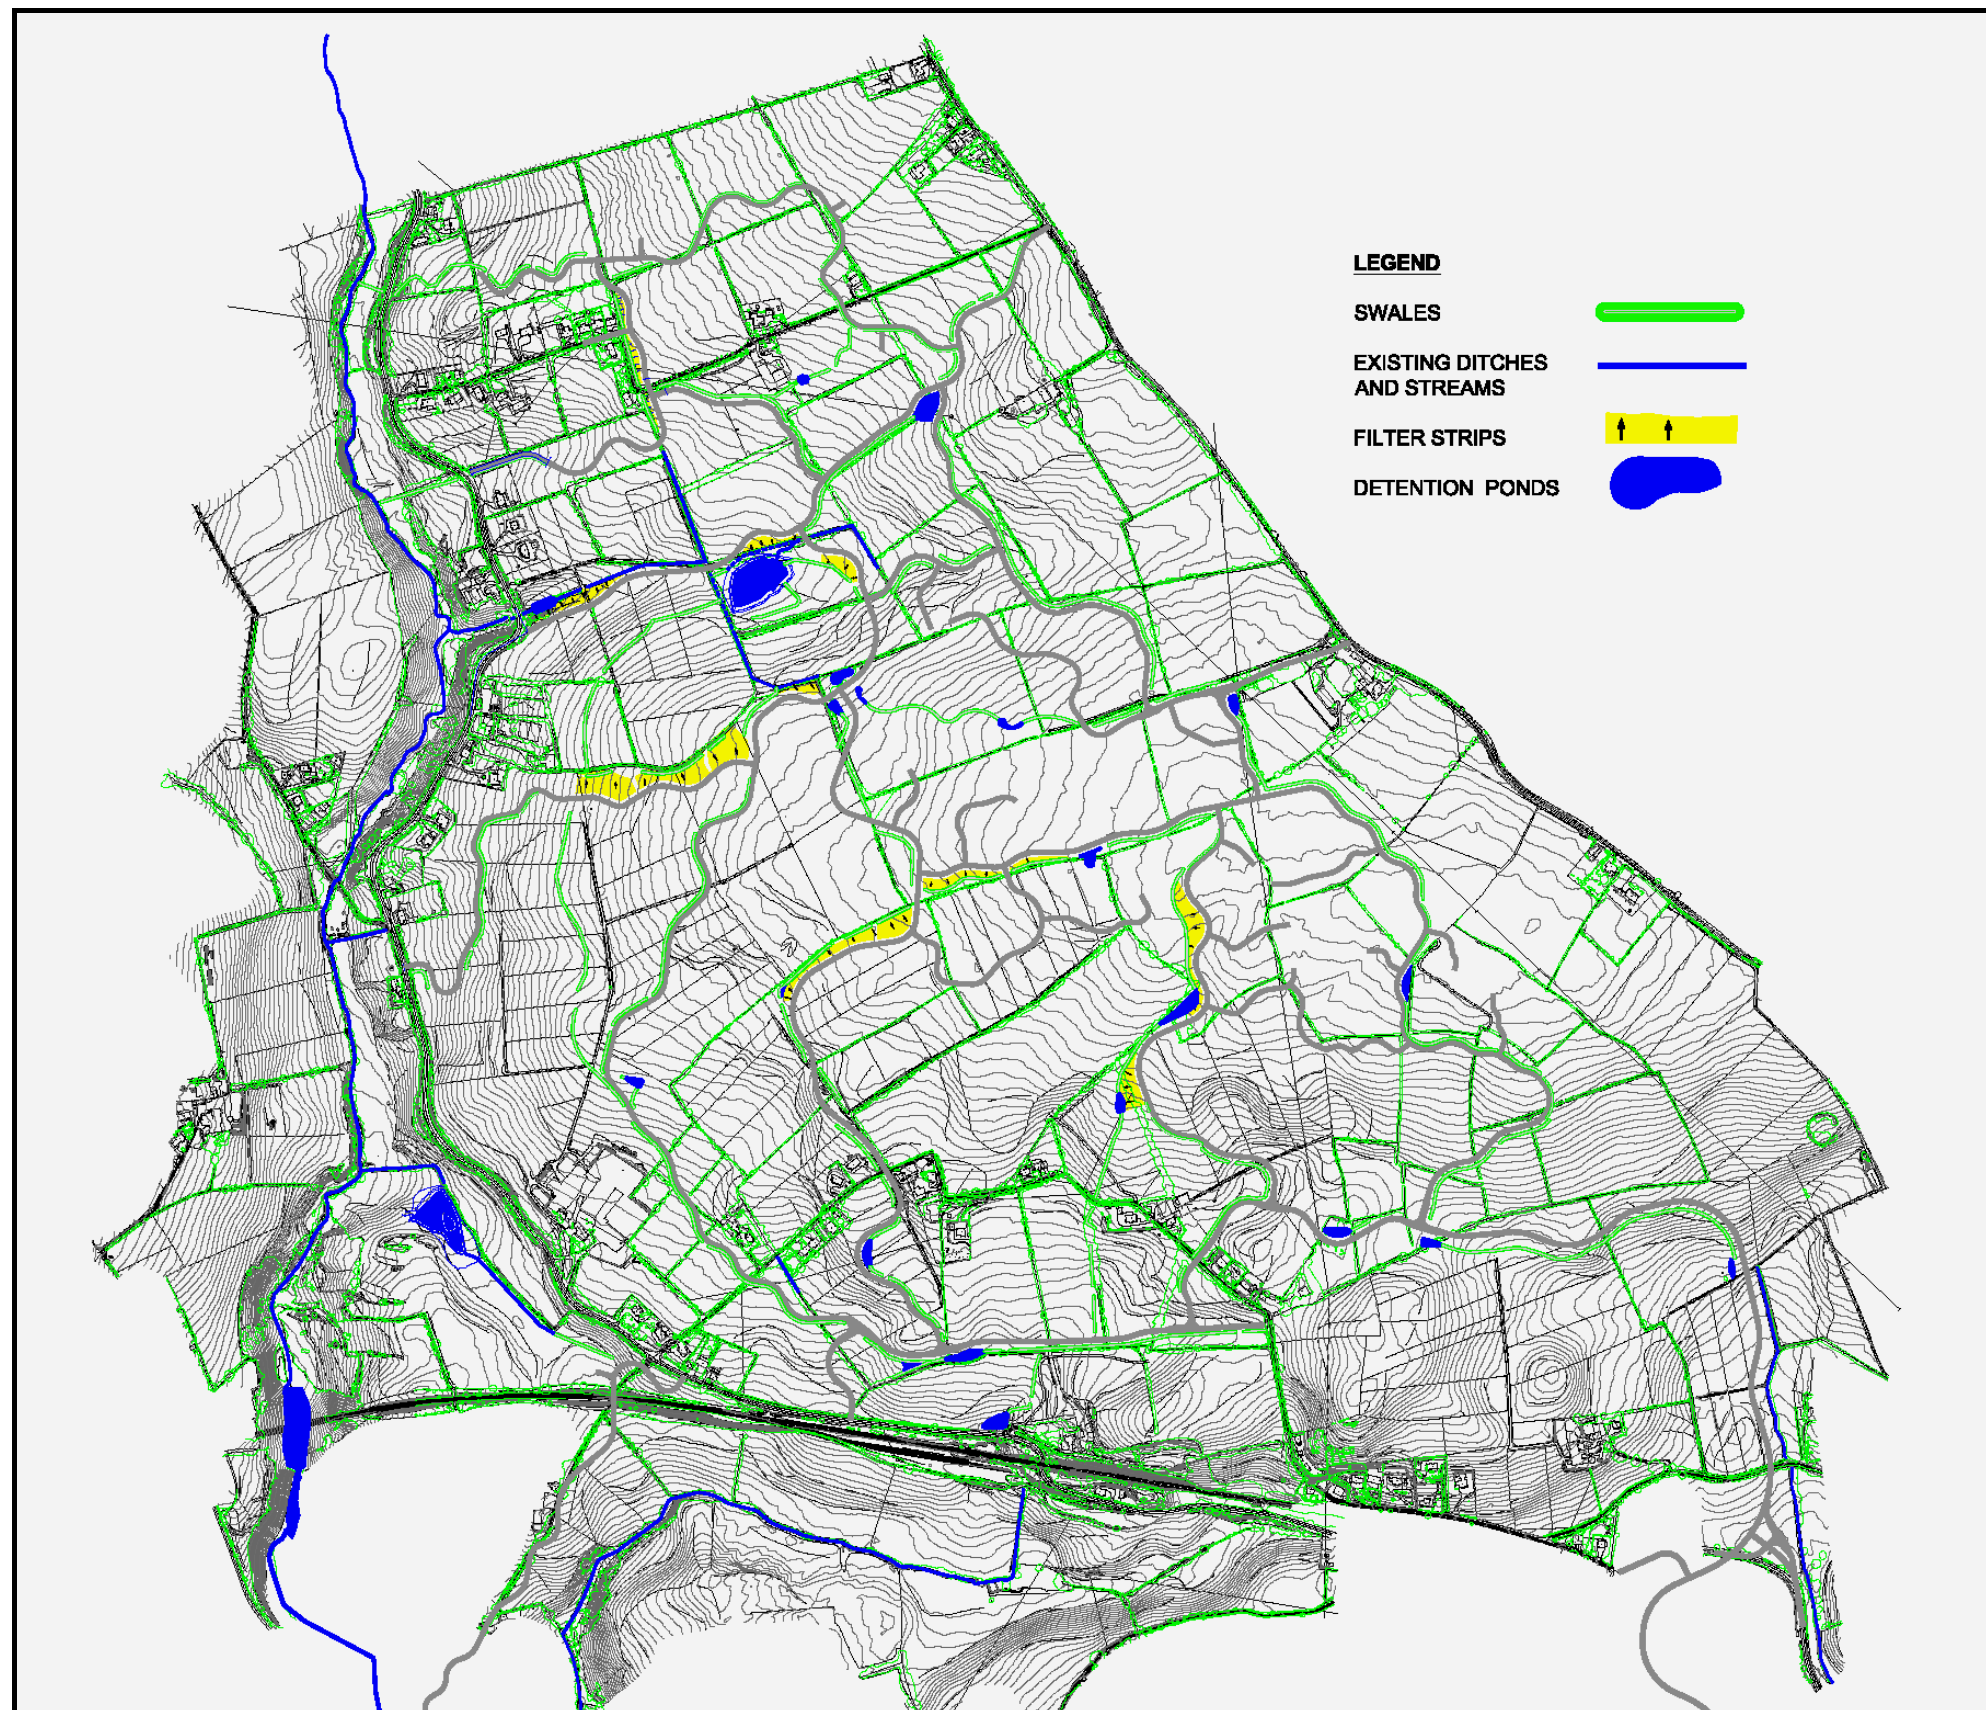 LEGEND
SWALES
EXISTING DITCHES
AND STREAMS
FILTER STRIPS
DETENTION PONDS